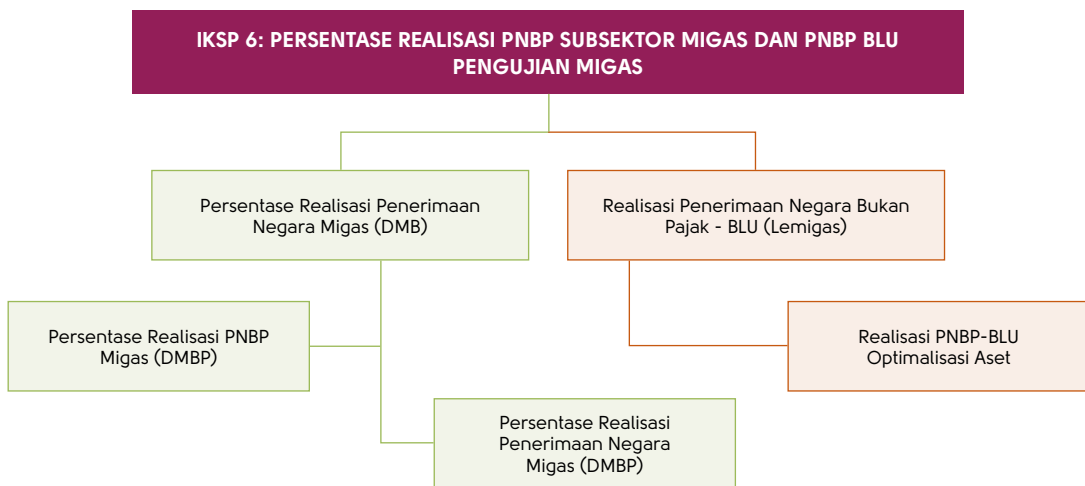 IKSP 6: PERSENTASE REALISASI PNBP SUBSEKTOR MIGAS DAN PNBP BLU
PENGUJIAN MIGAS
Persentase Realisasi Penerimaan
Negara Migas (DMB)
Realisasi Penerimaan Negara Bukan
Pajak - BLU (Lemigas)
Persentase Realisasi PNBP
Migas (DMBP)
Realisasi PNBP-BLU
Optimalisasi Aset
Persentase Realisasi
Penerimaan Negara
Migas (DMBP)